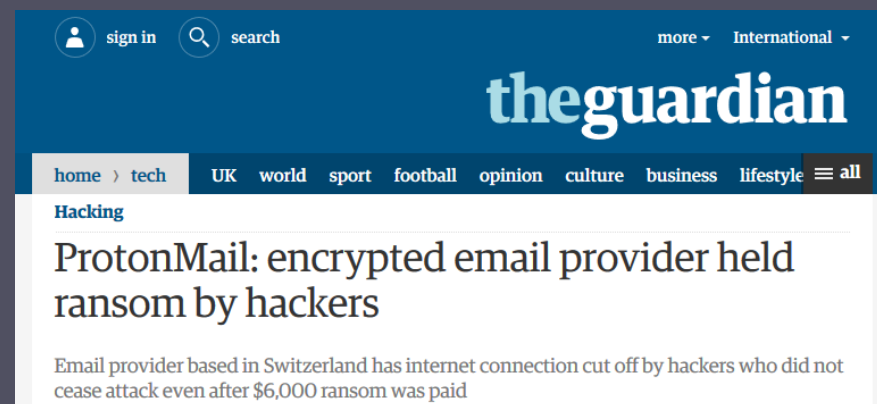 sign in search more International
theguardian
home › tech UK world sport football opinion culture business lifestyle all
Hacking
ProtonMail: encrypted email provider held
ransom by hackers
Email provider based in Switzerland has internet connection cut off by hackers who did not
cease attack even after $6,000 ransom was paid